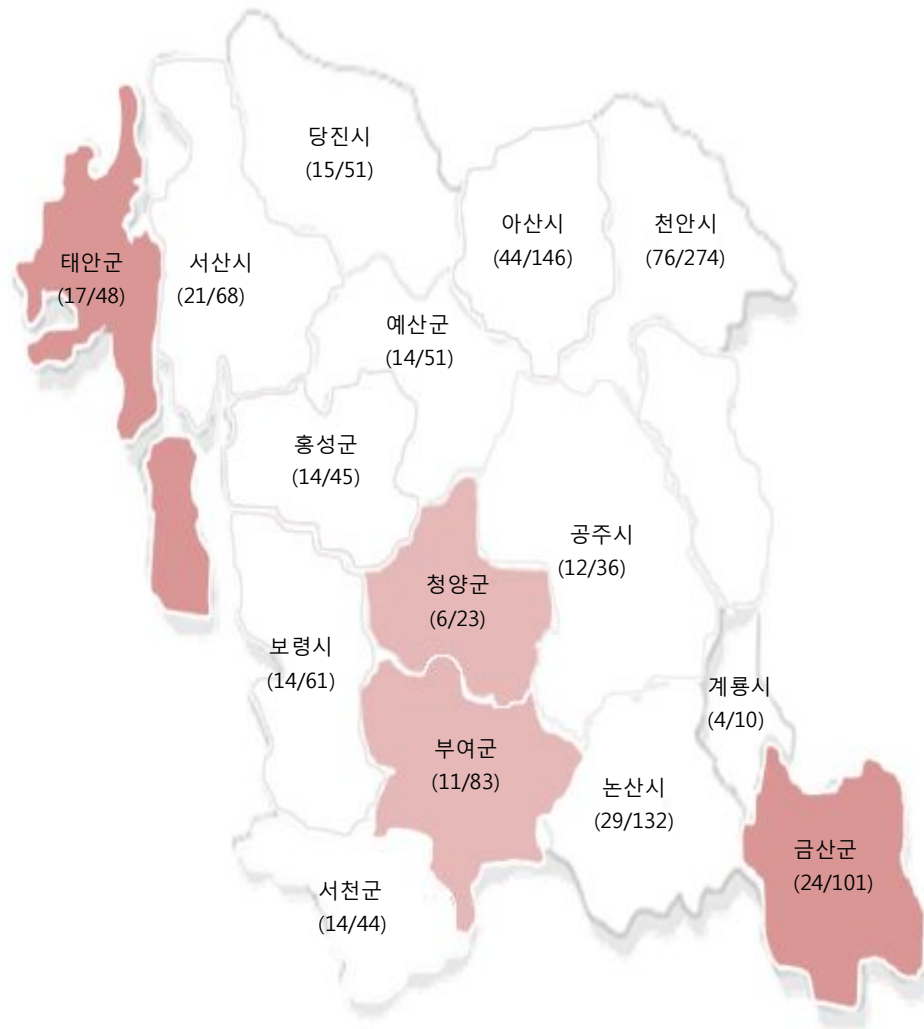 당진시
(15/51)
아산시
(44/146)
천안시
(76/274)
태안군
(17/48)
서산시
(21/68)
예산군
(14/51)
홍성군
(14/45)
공주시
(12/36)
청양군
(6/23)
보령시
(14/61)
계룡시
(4/10)
부여군
(11/83)
논산시
(29/132)
금산군
(24/101)
서천군
(14/44)